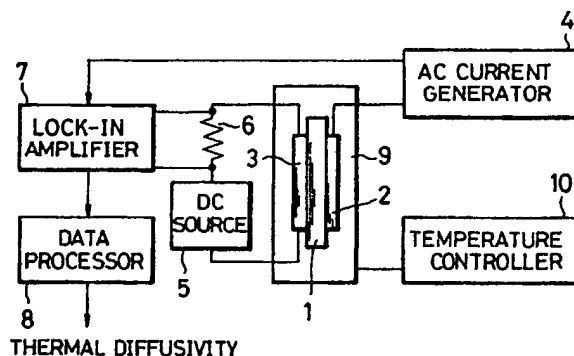 4
AC CURRENT
GENERATOR
7
LOCK-IN
AMPLIFIER
6
3
9
2
DC
SOURCE
5
1
10
TEMPERATURE
CONTROLLER
DATA
PROCESSOR
8
THERMAL DIFFUSIVITY